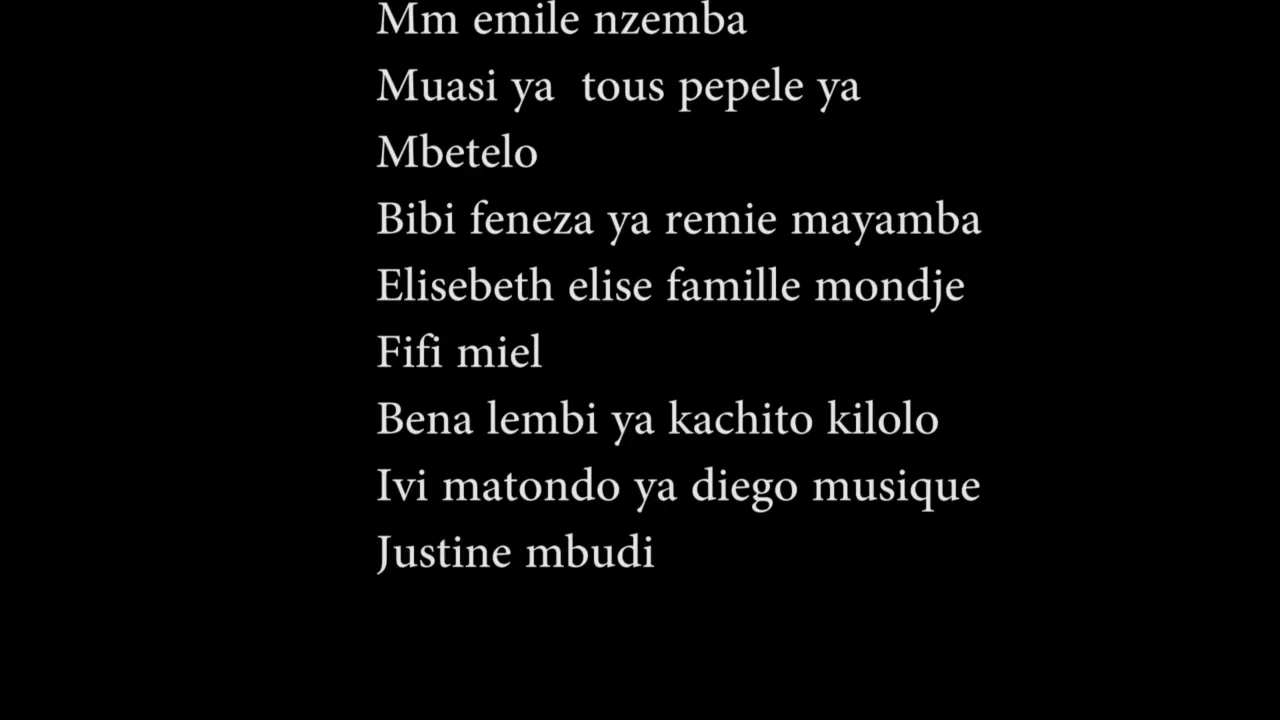 Mm emile nzemba
Muasi ya  tous pepele ya
Mbetelo
Bibi feneza ya remie mayamba
Elisebeth elise famille mondje
Fifi miel
Bena lembi ya kachito kilolo
Ivi matondo ya diego musique
Justine mbudi